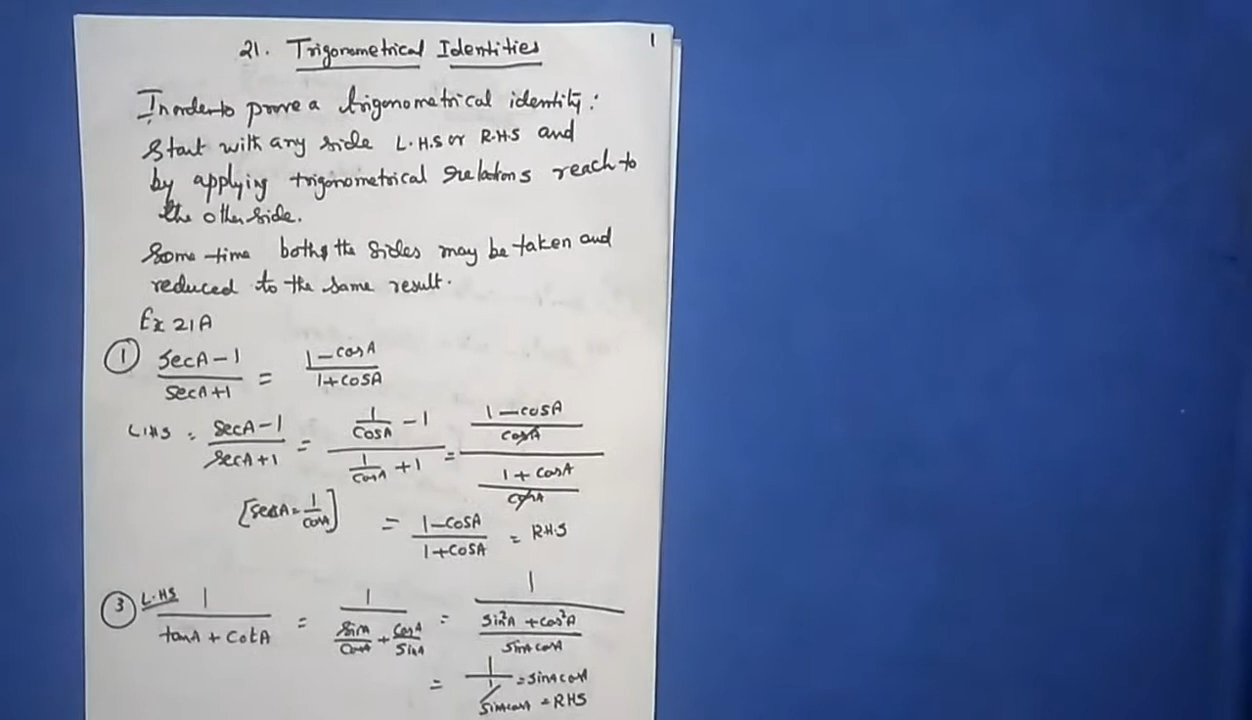 21. Trigonometrical Identities
1
In order to prove a trigonometrical identity:
Start with any side L.H.S or R.H.S and
by applying trigonometrical relations reach to
the other side.
Some time both the sides may be taken and
reduced to the same result.
Ex 21A
① (secA-1)/(secA+1) = (1-cosA)/(1+cosA)
LHS = (secA-1)/(secA+1) = (1/cosA - 1)/(1/cosA + 1) = ((1-cosA)/cosA)/((1+cosA)/cosA)
[secA = 1/cosA] = (1-cosA)/(1+cosA) = R.H.S
③ L.HS 1/(tanA + cotA) = 1/(sinA/cosA + cosA/sinA) = 1/((sin²A + cos²A)/(sinA cosA))
= 1/(1/(sinA cosA)) = sinA cosA
= RHS